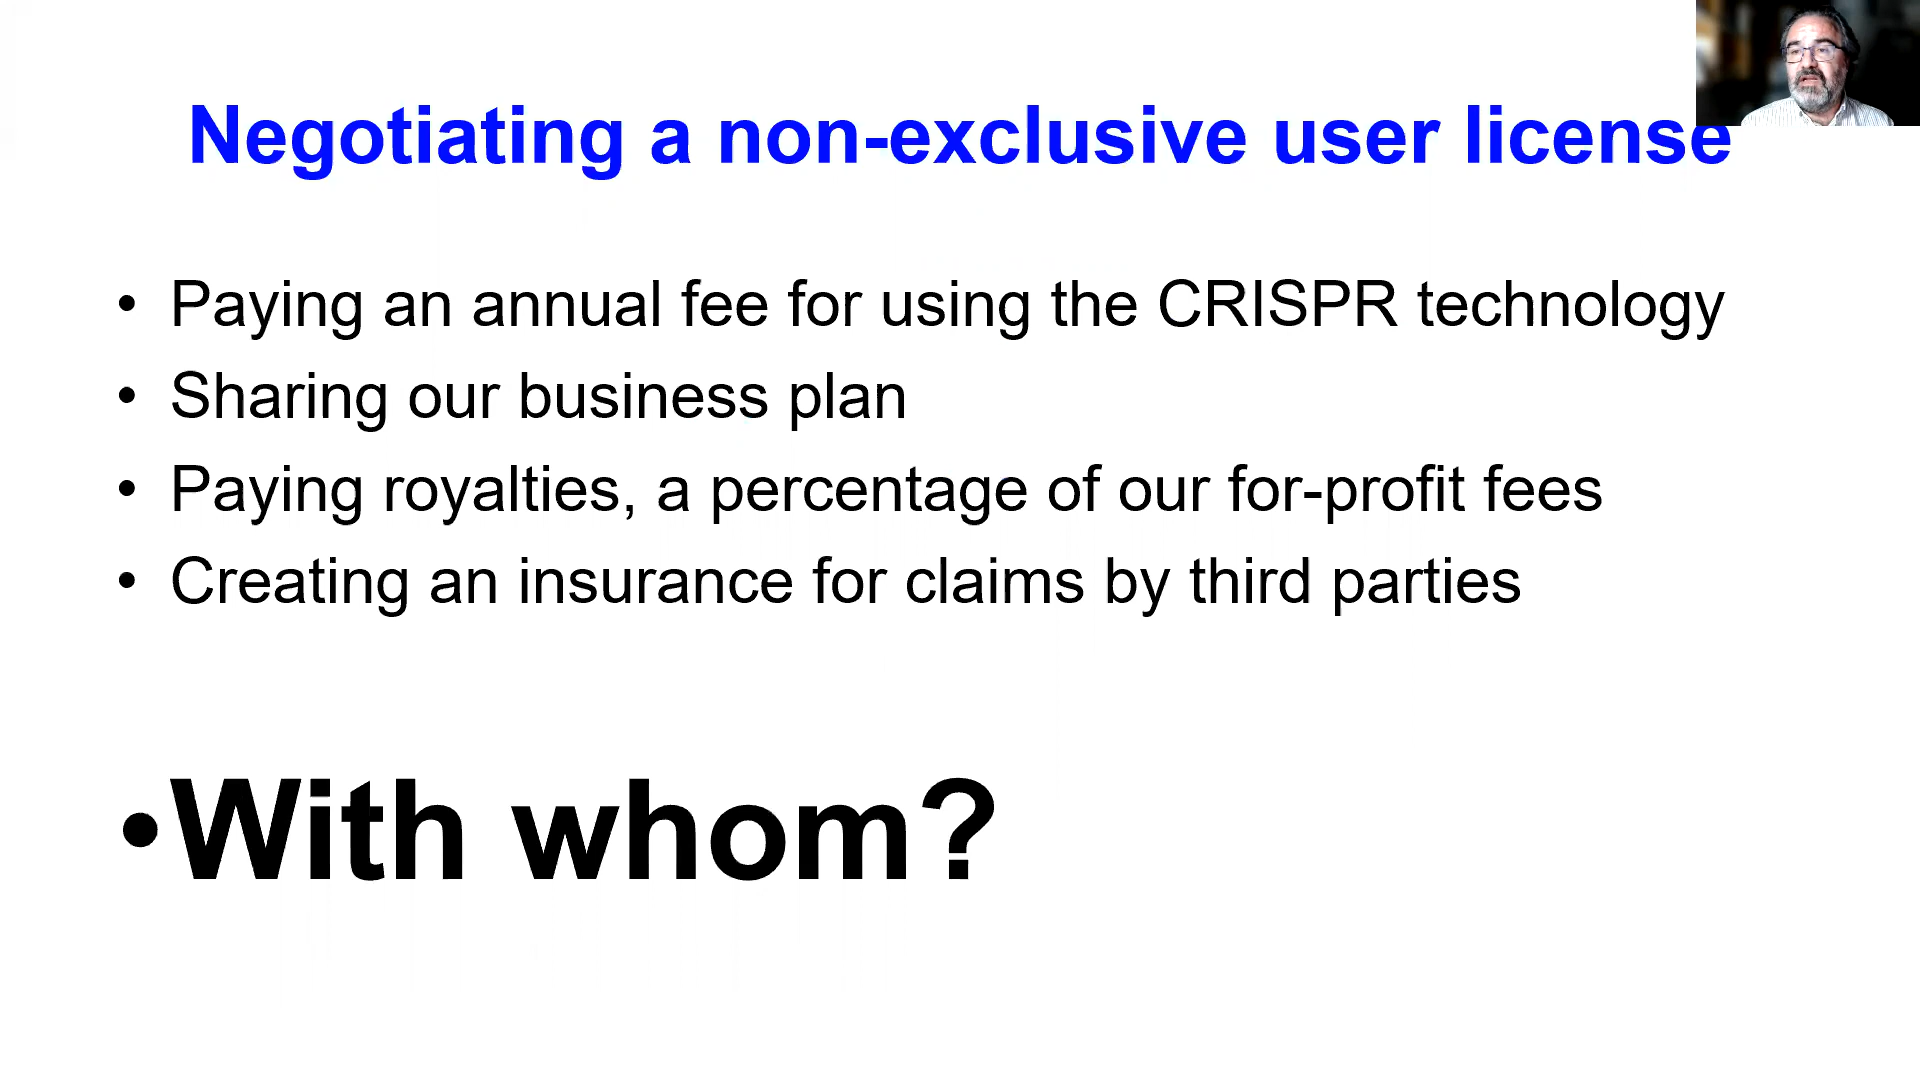 Negotiating a non-exclusive user license
• Paying an annual fee for using the CRISPR technology
• Sharing our business plan
• Paying royalties, a percentage of our for-profit fees
• Creating an insurance for claims by third parties
•With whom?